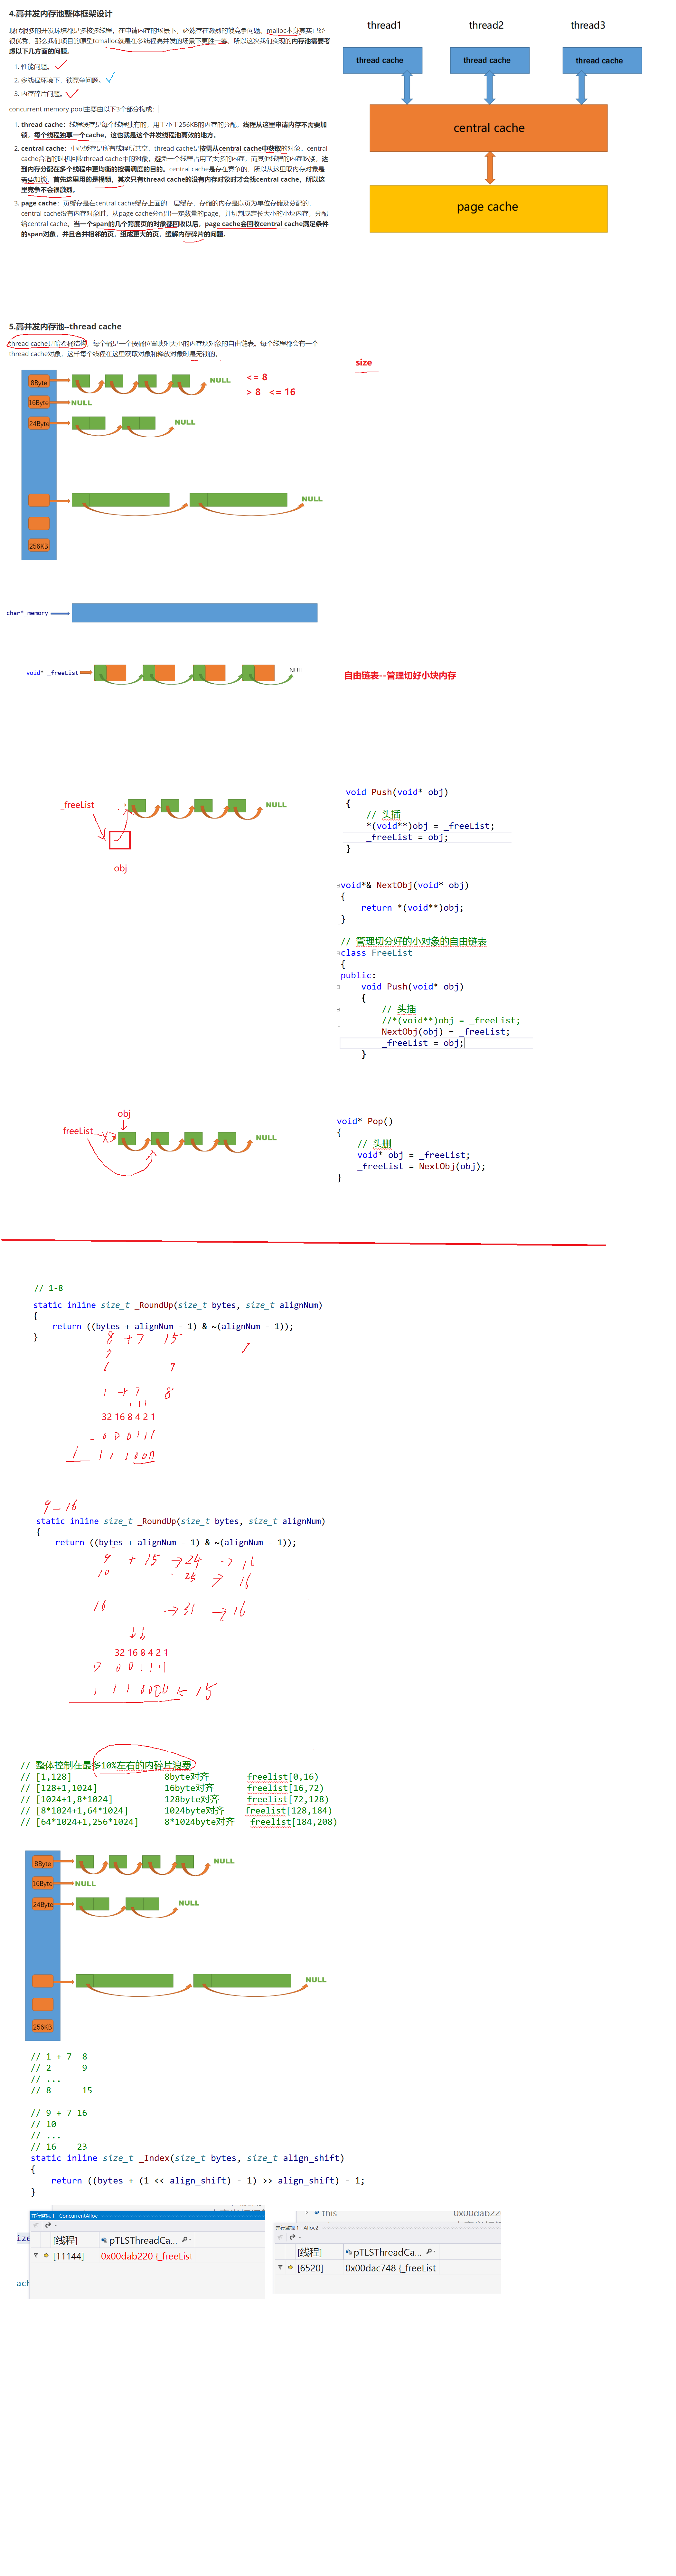 4.高并发内存池整体框架设计
现代很多的开发环境都是多核多线程，在申请内存的场景下，必然存在激烈的锁竞争问题。malloc本身其实已经
很优秀，那么我们项目的原型tcmalloc就是在多线程高并发的场景下更胜一筹，所以这次我们实现的内存池需要考
虑以下几方面的问题。
1. 性能问题。
2. 多线程环境下，锁竞争问题。
3. 内存碎片问题。
concurrent memory pool主要由以下3个部分构成：
1. thread cache：线程缓存是每个线程独有的，用于小于256KB的内存的分配，线程从这里申请内存不需要加
锁，每个线程独享一个cache，这也就是这个并发线程池高效的地方。
2. central cache：中心缓存是所有线程所共享，thread cache是按需从central cache中获取的对象。central
cache合适的时机回收thread cache中的对象，避免一个线程占用了太多的内存，而其他线程的内存吃紧，达
到内存分配在多个线程中更均衡的按需调度的目的。central cache是存在竞争的，所以从这里取内存对象是
需要加锁，首先这里用的是桶锁，其次只有thread cache的没有内存对象时才会找central cache，所以这
里竞争不会很激烈。
3. page cache：页缓存是在central cache缓存上面的一层缓存，存储的内存是以页为单位存储及分配的，
central cache没有内存对象时，从page cache分配出一定数量的page，并切割成定长大小的小块内存，分配
给central cache。当一个span的几个跨度页的对象都回收以后，page cache会回收central cache满足条件
的span对象，并且合并相邻的页，组成更大的页，缓解内存碎片的问题。
thread1 thread2 thread3
thread cache thread cache thread cache
central cache
page cache
5.高并发内存池--thread cache
thread cache是哈希桶结构，每个桶是一个按桶位置映射大小的内存块对象的自由链表。每个线程都会有一个
thread cache对象，这样每个线程在这里获取对象和释放对象时是无锁的。
size
8Byte NULL <= 8
16Byte NULL > 8 <= 16
24Byte NULL
NULL
256KB
char*_memory
void* _freeList NULL
自由链表--管理切好小块内存
_freeList NULL
obj
void Push(void* obj)
{
// 头插
*(void**)obj = _freeList;
_freeList = obj;
}
void*& NextObj(void* obj)
{
return *(void**)obj;
}
// 管理切分好的小对象的自由链表
class FreeList
{
public:
void Push(void* obj)
{
// 头插
//*(void**)obj = _freeList;
NextObj(obj) = _freeList;
_freeList = obj;
}
obj
_freeList NULL
void* Pop()
{
// 头删
void* obj = _freeList;
_freeList = NextObj(obj);
}
// 1-8
static inline size_t _RoundUp(size_t bytes, size_t alignNum)
{
return ((bytes + alignNum - 1) & ~(alignNum - 1));
}
8 +7 15
7
7
6 9
1 + 7 8
1 1 1
32 16 8 4 2 1
0 0 0 1 1 1
1 1 1 1 0 0 0
9 - 16
static inline size_t _RoundUp(size_t bytes, size_t alignNum)
{
return ((bytes + alignNum - 1) & ~(alignNum - 1));
9 + 15 → 24 → 16
10 25 → 16
16 → 31 → 16
32 16 8 4 2 1
0 0 0 1 1 1 1
1 1 1 0 0 0 0 ← 15
// 整体控制在最多10%左右的内碎片浪费
// [1,128] 8byte对齐 freelist[0,16)
// [128+1,1024] 16byte对齐 freelist[16,72)
// [1024+1,8*1024] 128byte对齐 freelist[72,128)
// [8*1024+1,64*1024] 1024byte对齐 freelist[128,184)
// [64*1024+1,256*1024] 8*1024byte对齐 freelist[184,208)
8Byte NULL
16Byte NULL
24Byte NULL
NULL
256KB
// 1 + 7 8
// 2 9
// ...
// 8 15
// 9 + 7 16
// 10
// ...
// 16 23
static inline size_t _Index(size_t bytes, size_t align_shift)
{
return ((bytes + (1 << align_shift) - 1) >> align_shift) - 1;
}
并行监视 1 - ConcurrentAlloc
[线程] pTLSThreadCa...
[11144] 0x00dab220 {_freeList
ize
ach
this 0x00dab220
并行监视 1 - Alloc2
[线程] pTLSThreadCa...
[6520] 0x00dac748 {_freeList